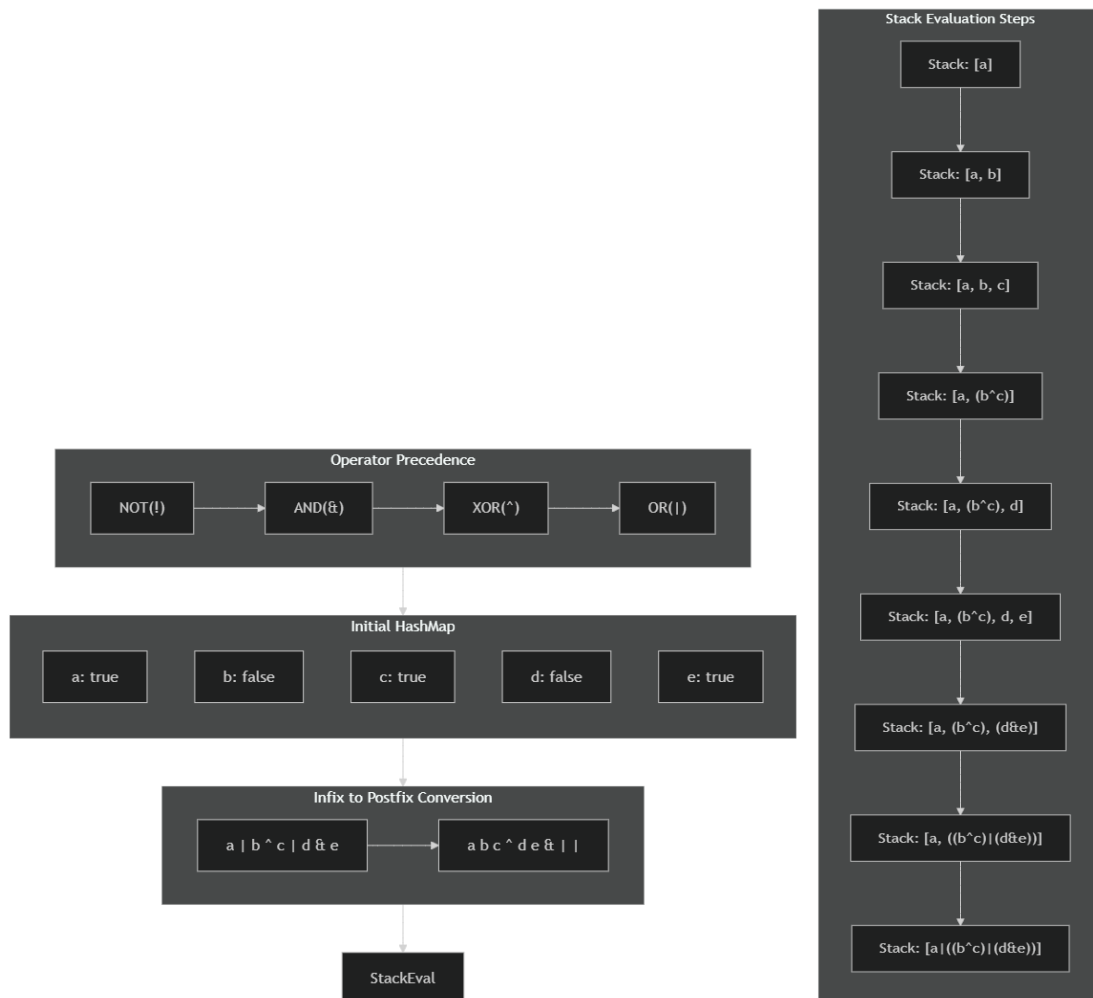 Operator Precedence
NOT(!)
AND(&)
XOR(^)
OR(|)
Initial HashMap
a: true
b: false
c: true
d: false
e: true
Infix to Postfix Conversion
a | b ^ c | d & e
a b c ^ d e & | |
StackEval
Stack Evaluation Steps
Stack: [a]
Stack: [a, b]
Stack: [a, b, c]
Stack: [a, (b^c)]
Stack: [a, (b^c), d]
Stack: [a, (b^c), d, e]
Stack: [a, (b^c), (d&e)]
Stack: [a, ((b^c)|(d&e))]
Stack: [a|((b^c)|(d&e))]